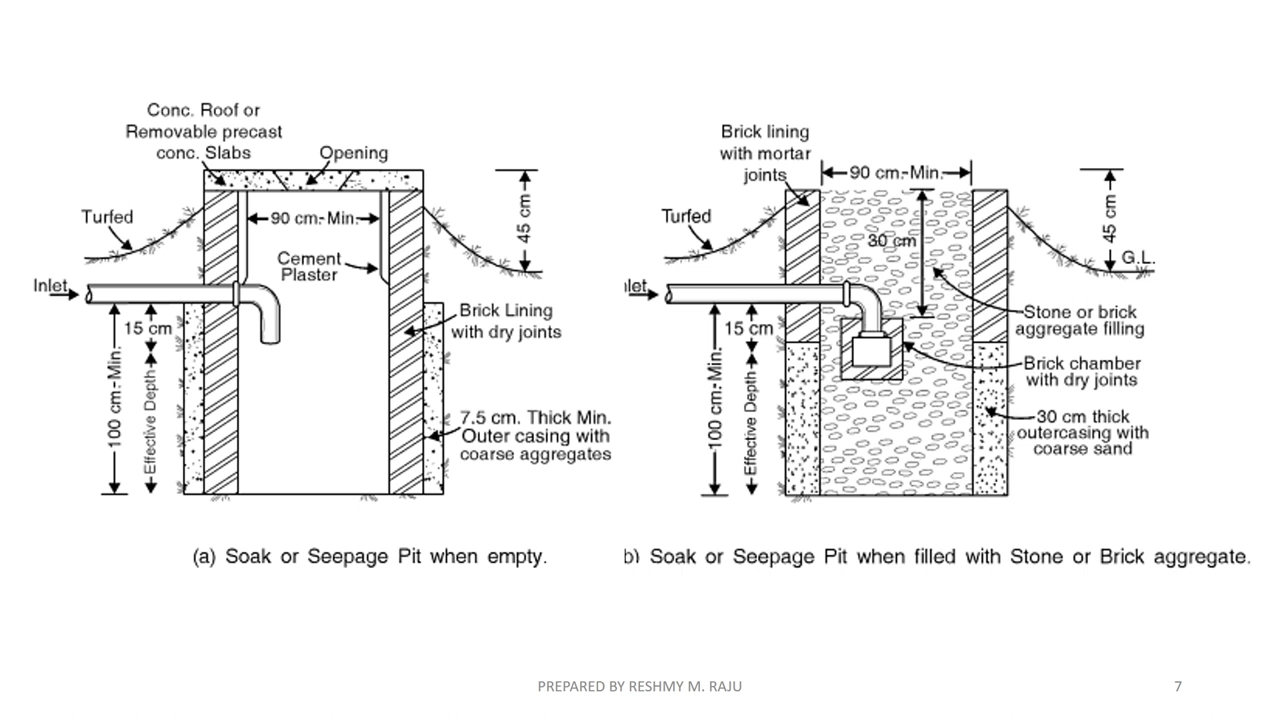 Conc. Roof or
Removable precast
conc. Slabs
Opening
90 cm.-Min.
45 cm
Turfed
Cement
Plaster
Inlet
15 cm
100 cm.-Min.
Effective Depth
Brick Lining
with dry joints
7.5 cm. Thick Min.
Outer casing with
coarse aggregates
(a) Soak or Seepage Pit when empty.
Brick lining
with mortar
joints
90 cm.-Min.
45 cm
Turfed
30 cm
G.L.
nlet
15 cm
100 cm.-Min.
Effective Depth
Stone or brick
aggregate filling
Brick chamber
with dry joints
30 cm thick
outercasing with
coarse sand
b) Soak or Seepage Pit when filled with Stone or Brick aggregate.
PREPARED BY RESHMY M. RAJU
7